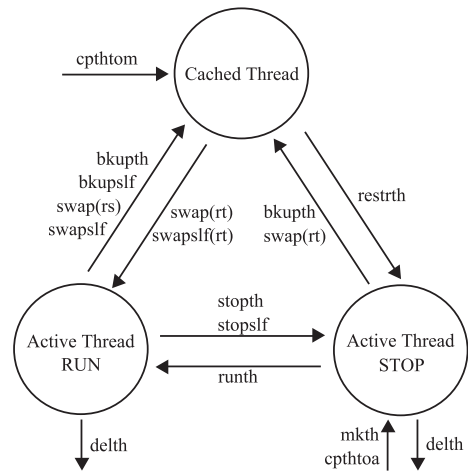 cpthtom
Cached Thread
bkupth
bkupslf
swap(rs)
swapslf
swap(rt)
swapslf(rt)
bkupth
swap(rt)
restrth
Active Thread
RUN
stopth
stopslf
runth
Active Thread
STOP
delth
mkth
cpthtoa
delth